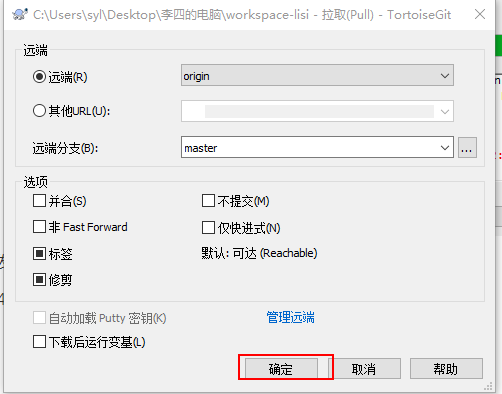 C:\Users\syl\Desktop\李四的电脑\workspace-lisi - 拉取(Pull) - TortoiseGit
远端
远端(R)
origin
其他URL(U):
远端分支(B):
master
...
选项
并合(S)
不提交(M)
非 Fast Forward
仅快进式(N)
标签
默认: 可达 (Reachable)
修剪
自动加载 Putty 密钥(K)
管理远端
下载后运行变基(L)
确定
取消
帮助